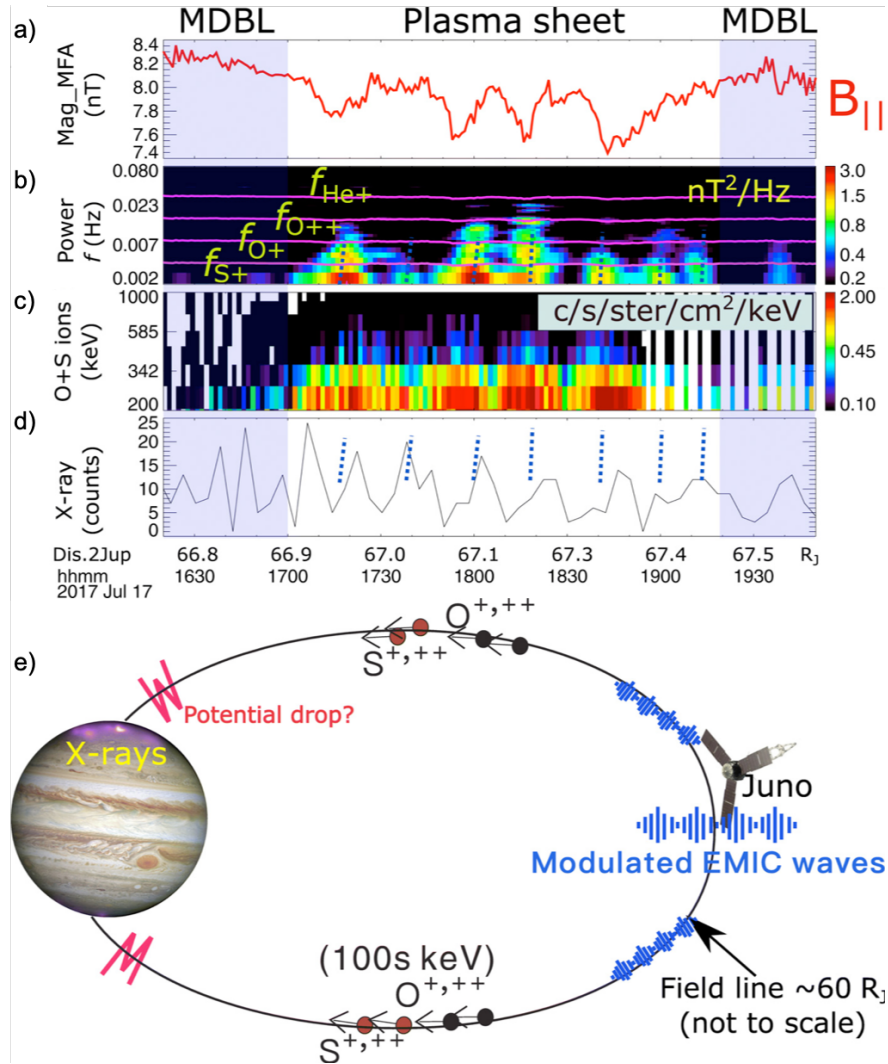 MDBL Plasma sheet MDBL
a)
8.4
8.2
8.0
7.8
7.6
7.4
Mag_MFA
(nT)
B||
b)
0.080
0.023
0.007
0.002
Power
f (Hz)
fHe+
fO++
fO+
fS+
nT2/Hz
3.0
1.5
0.8
0.4
0.2
c)
1000
585
342
200
O+S ions
(keV)
c/s/ster/cm2/keV
2.00
0.45
0.10
d)
25
20
15
10
5
0
X-ray
(counts)
Dis.2Jup 66.8 66.9 67.0 67.1 67.3 67.4 67.5 RJ
hhmm 1630 1700 1730 1800 1830 1900 1930
2017 Jul 17
e)
O+,++
S+,++
Potential drop?
X-rays
Juno
Modulated EMIC waves
(100s keV)
O+,++
S+,++
Field line ~60 RJ
(not to scale)